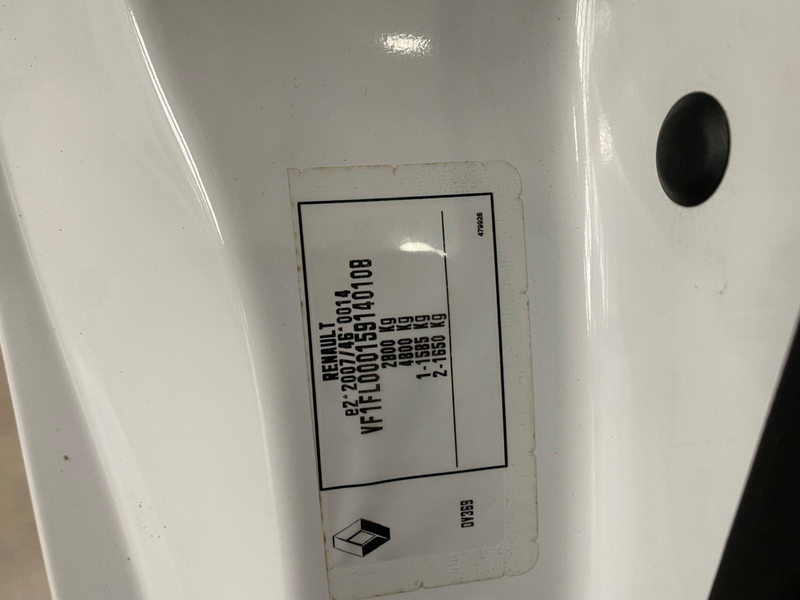 RENAULT
e2*2007/46*0014
VF1FL000159140108
2800 Kg
4800 Kg
1-1585 Kg
2-1650 Kg
479926
DV369